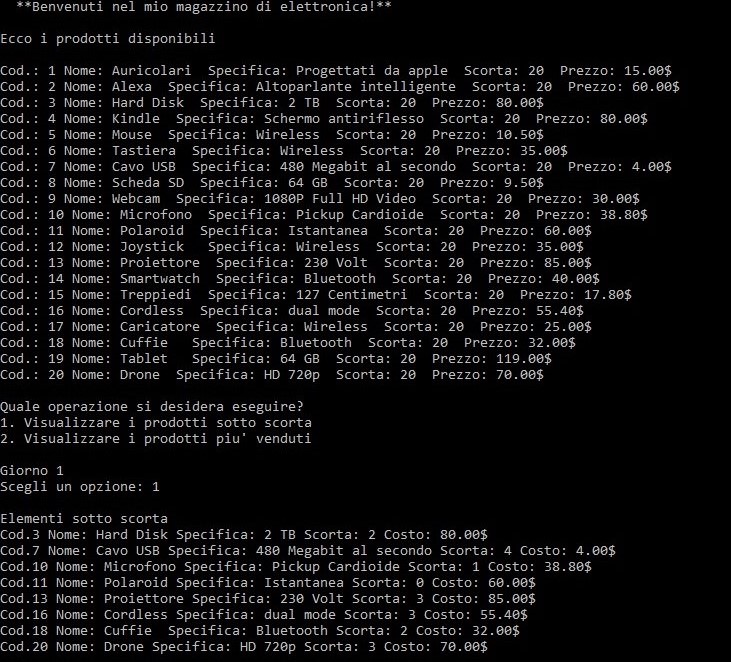 **Benvenuti nel mio magazzino di elettronica!**
Ecco i prodotti disponibili
Cod.: 1 Nome: Auricolari  Specifica: Progettati da apple  Scorta: 20  Prezzo: 15.00$
Cod.: 2 Nome: Alexa  Specifica: Altoparlante intelligente  Scorta: 20  Prezzo: 60.00$
Cod.: 3 Nome: Hard Disk  Specifica: 2 TB  Scorta: 20  Prezzo: 80.00$
Cod.: 4 Nome: Kindle  Specifica: Schermo antiriflesso  Scorta: 20  Prezzo: 80.00$
Cod.: 5 Nome: Mouse  Specifica: Wireless  Scorta: 20  Prezzo: 10.50$
Cod.: 6 Nome: Tastiera  Specifica: Wireless  Scorta: 20  Prezzo: 35.00$
Cod.: 7 Nome: Cavo USB  Specifica: 480 Megabit al secondo  Scorta: 20  Prezzo: 4.00$
Cod.: 8 Nome: Scheda SD  Specifica: 64 GB  Scorta: 20  Prezzo: 9.50$
Cod.: 9 Nome: Webcam  Specifica: 1080P Full HD Video  Scorta: 20  Prezzo: 30.00$
Cod.: 10 Nome: Microfono  Specifica: Pickup Cardioide  Scorta: 20  Prezzo: 38.80$
Cod.: 11 Nome: Polaroid  Specifica: Istantanea  Scorta: 20  Prezzo: 60.00$
Cod.: 12 Nome: Joystick   Specifica: Wireless  Scorta: 20  Prezzo: 35.00$
Cod.: 13 Nome: Proiettore  Specifica: 230 Volt  Scorta: 20  Prezzo: 85.00$
Cod.: 14 Nome: Smartwatch  Specifica: Bluetooth  Scorta: 20  Prezzo: 40.00$
Cod.: 15 Nome: Treppiedi  Specifica: 127 Centimetri  Scorta: 20  Prezzo: 17.80$
Cod.: 16 Nome: Cordless  Specifica: dual mode  Scorta: 20  Prezzo: 55.40$
Cod.: 17 Nome: Caricatore  Specifica: Wireless  Scorta: 20  Prezzo: 25.00$
Cod.: 18 Nome: Cuffie   Specifica: Bluetooth  Scorta: 20  Prezzo: 32.00$
Cod.: 19 Nome: Tablet   Specifica: 64 GB  Scorta: 20  Prezzo: 119.00$
Cod.: 20 Nome: Drone  Specifica: HD 720p  Scorta: 20  Prezzo: 70.00$
Quale operazione si desidera eseguire?
1. Visualizzare i prodotti sotto scorta
2. Visualizzare i prodotti piu' venduti
Giorno 1
Scegli un opzione: 1
Elementi sotto scorta
Cod.3 Nome: Hard Disk Specifica: 2 TB Scorta: 2 Costo: 80.00$
Cod.7 Nome: Cavo USB Specifica: 480 Megabit al secondo Scorta: 4 Costo: 4.00$
Cod.10 Nome: Microfono Specifica: Pickup Cardioide Scorta: 1 Costo: 38.80$
Cod.11 Nome: Polaroid Specifica: Istantanea Scorta: 0 Costo: 60.00$
Cod.13 Nome: Proiettore Specifica: 230 Volt Scorta: 3 Costo: 85.00$
Cod.16 Nome: Cordless Specifica: dual mode Scorta: 3 Costo: 55.40$
Cod.18 Nome: Cuffie  Specifica: Bluetooth Scorta: 2 Costo: 32.00$
Cod.20 Nome: Drone Specifica: HD 720p Scorta: 3 Costo: 70.00$